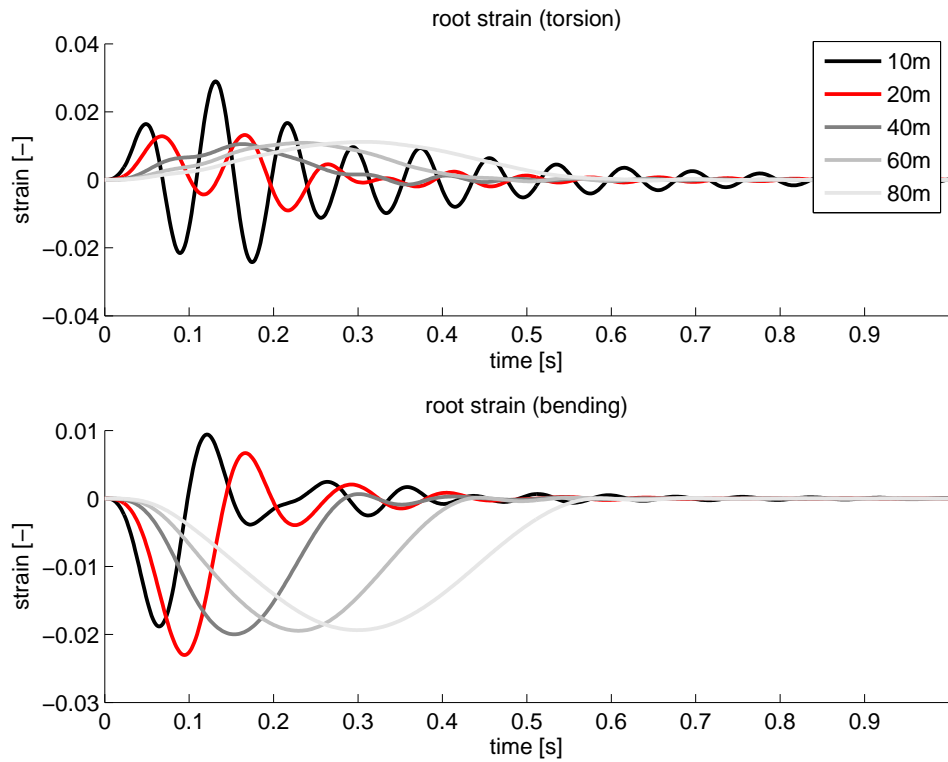 root strain (torsion)
0.04
0.02
0
−0.02
−0.04
strain [−]
10m
20m
40m
60m
80m
0 0.1 0.2 0.3 0.4 0.5 0.6 0.7 0.8 0.9
time [s]
root strain (bending)
0.01
0
−0.01
−0.02
−0.03
strain [−]
0 0.1 0.2 0.3 0.4 0.5 0.6 0.7 0.8 0.9
time [s]